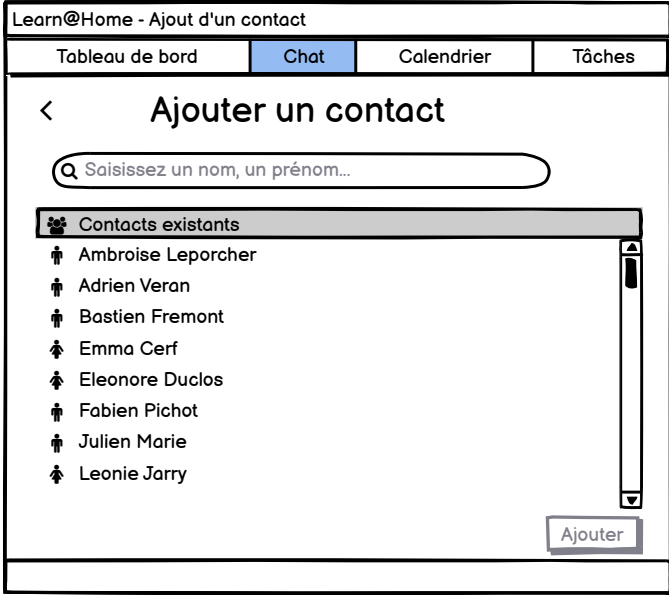 Learn@Home - Ajout d'un contact
Tableau de bord Chat Calendrier Tâches
Ajouter un contact
Saisissez un nom, un prénom...
Contacts existants
Ambroise Leporcher
Adrien Veran
Bastien Fremont
Emma Cerf
Eleonore Duclos
Fabien Pichot
Julien Marie
Leonie Jarry
Ajouter